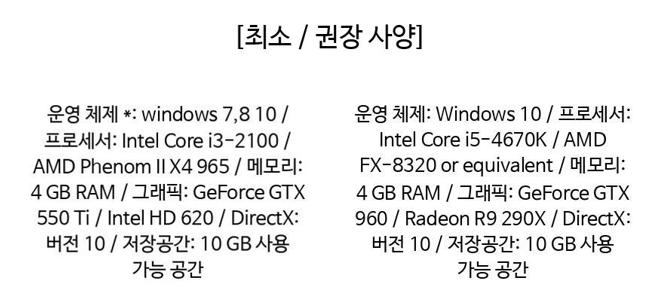 [최소 / 권장 사양]
운영 체제 *: windows 7,8 10 /
프로세서: Intel Core i3-2100 /
AMD Phenom II X4 965 / 메모리:
4 GB RAM / 그래픽: GeForce GTX
550 Ti / Intel HD 620 / DirectX:
버전 10 / 저장공간: 10 GB 사용
가능 공간
운영 체제: Windows 10 / 프로세서:
Intel Core i5-4670K / AMD
FX-8320 or equivalent / 메모리:
4 GB RAM / 그래픽: GeForce GTX
960 / Radeon R9 290X / DirectX:
버전 10 / 저장공간: 10 GB 사용
가능 공간